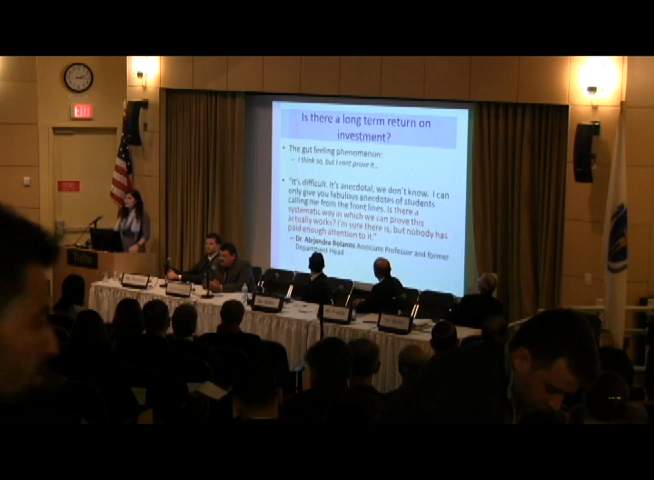 EXIT
Is there a long term return on
investment?
• The gut feeling phenomenon:
– I think so, but I cant prove it...
• "It's difficult. It's anecdotal, we don't know. I can
only give you fabulous anecdotes of students
calling me from the front lines. Is there a
systematic way in which we can prove this
actually works? I'm sure there is, but nobody has
paid enough attention to it."
– Dr. Alejandra Rolanos Associate Professor and former
Department Head